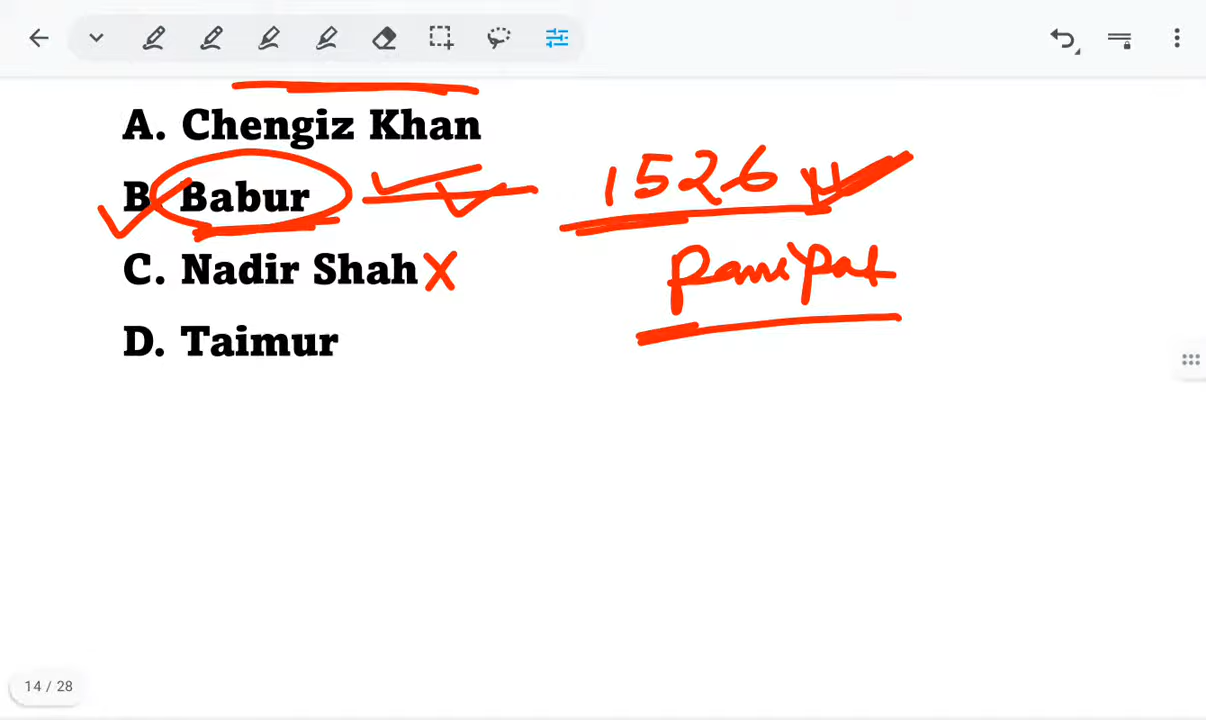 A. Chengiz Khan
B. Babur
1526
C. Nadir Shah X
Panipat
D. Taimur
14 / 28